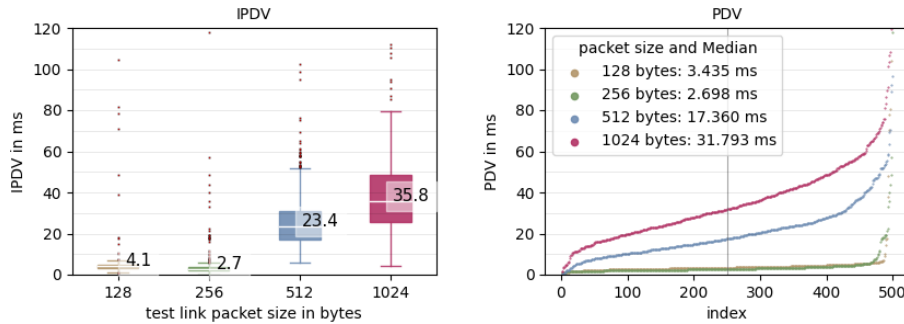 IPDV
IPDV in ms
120
100
80
60
40
20
0
4.1
2.7
23.4
35.8
128
256
512
1024
test link packet size in bytes
PDV
PDV in ms
120
100
80
60
40
20
0
packet size and Median
128 bytes: 3.435 ms
256 bytes: 2.698 ms
512 bytes: 17.360 ms
1024 bytes: 31.793 ms
0
100
200
300
400
500
index